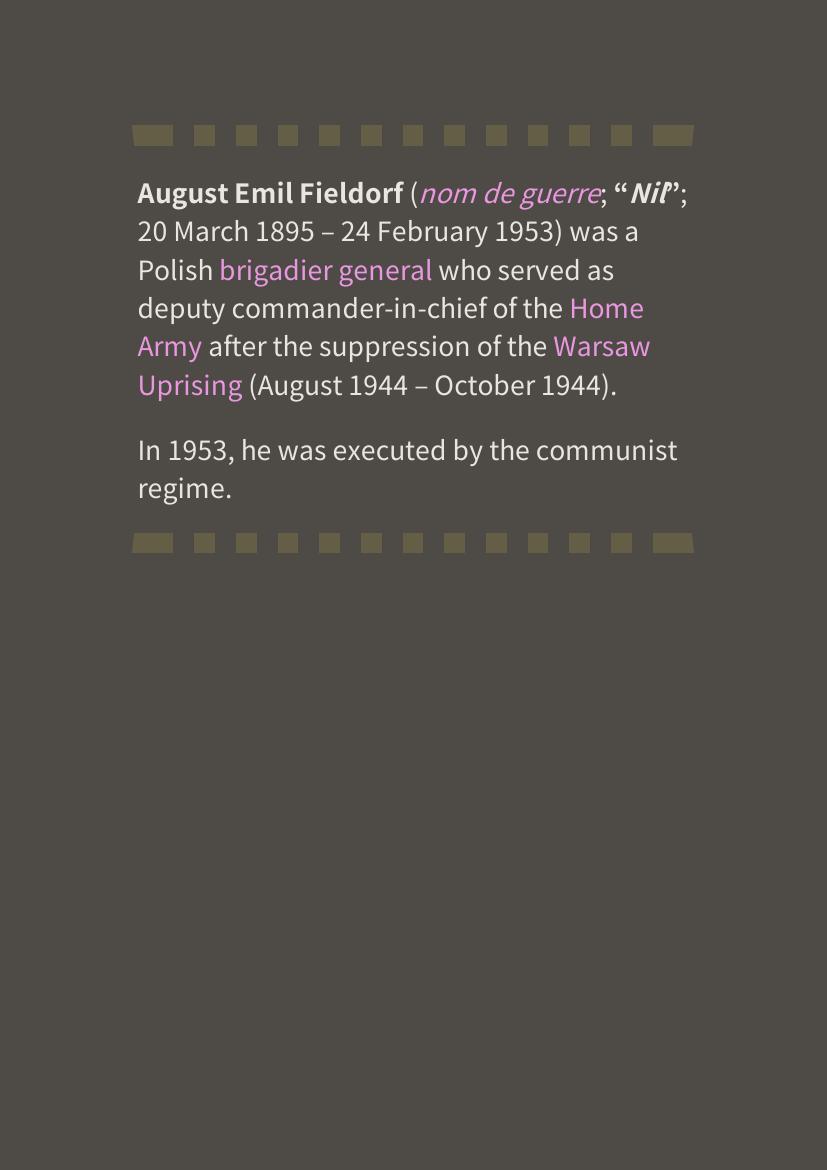 August Emil Fieldorf (nom de guerre; “Nil”;
20 March 1895 – 24 February 1953) was a
Polish brigadier general who served as
deputy commander-in-chief of the Home
Army after the suppression of the Warsaw
Uprising (August 1944 – October 1944).
In 1953, he was executed by the communist
regime.